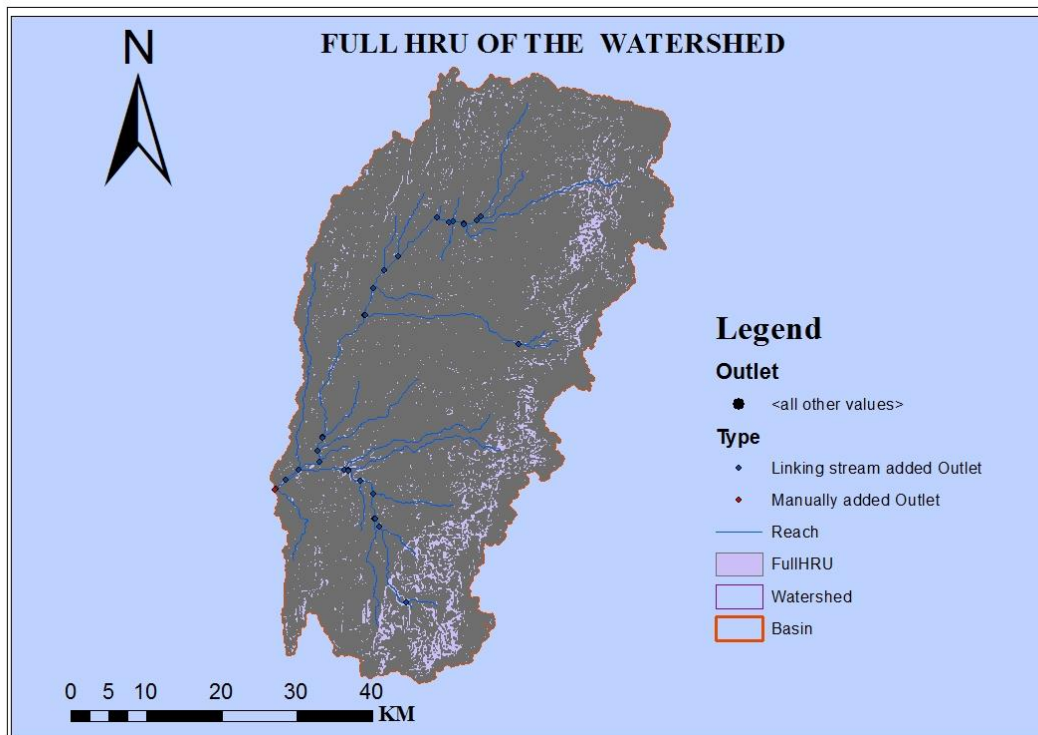 N
FULL HRU OF THE WATERSHED
Legend
Outlet
<all other values>
Type
Linking stream added Outlet
Manually added Outlet
Reach
FullHRU
Watershed
Basin
0 5 10 20 30 40
KM